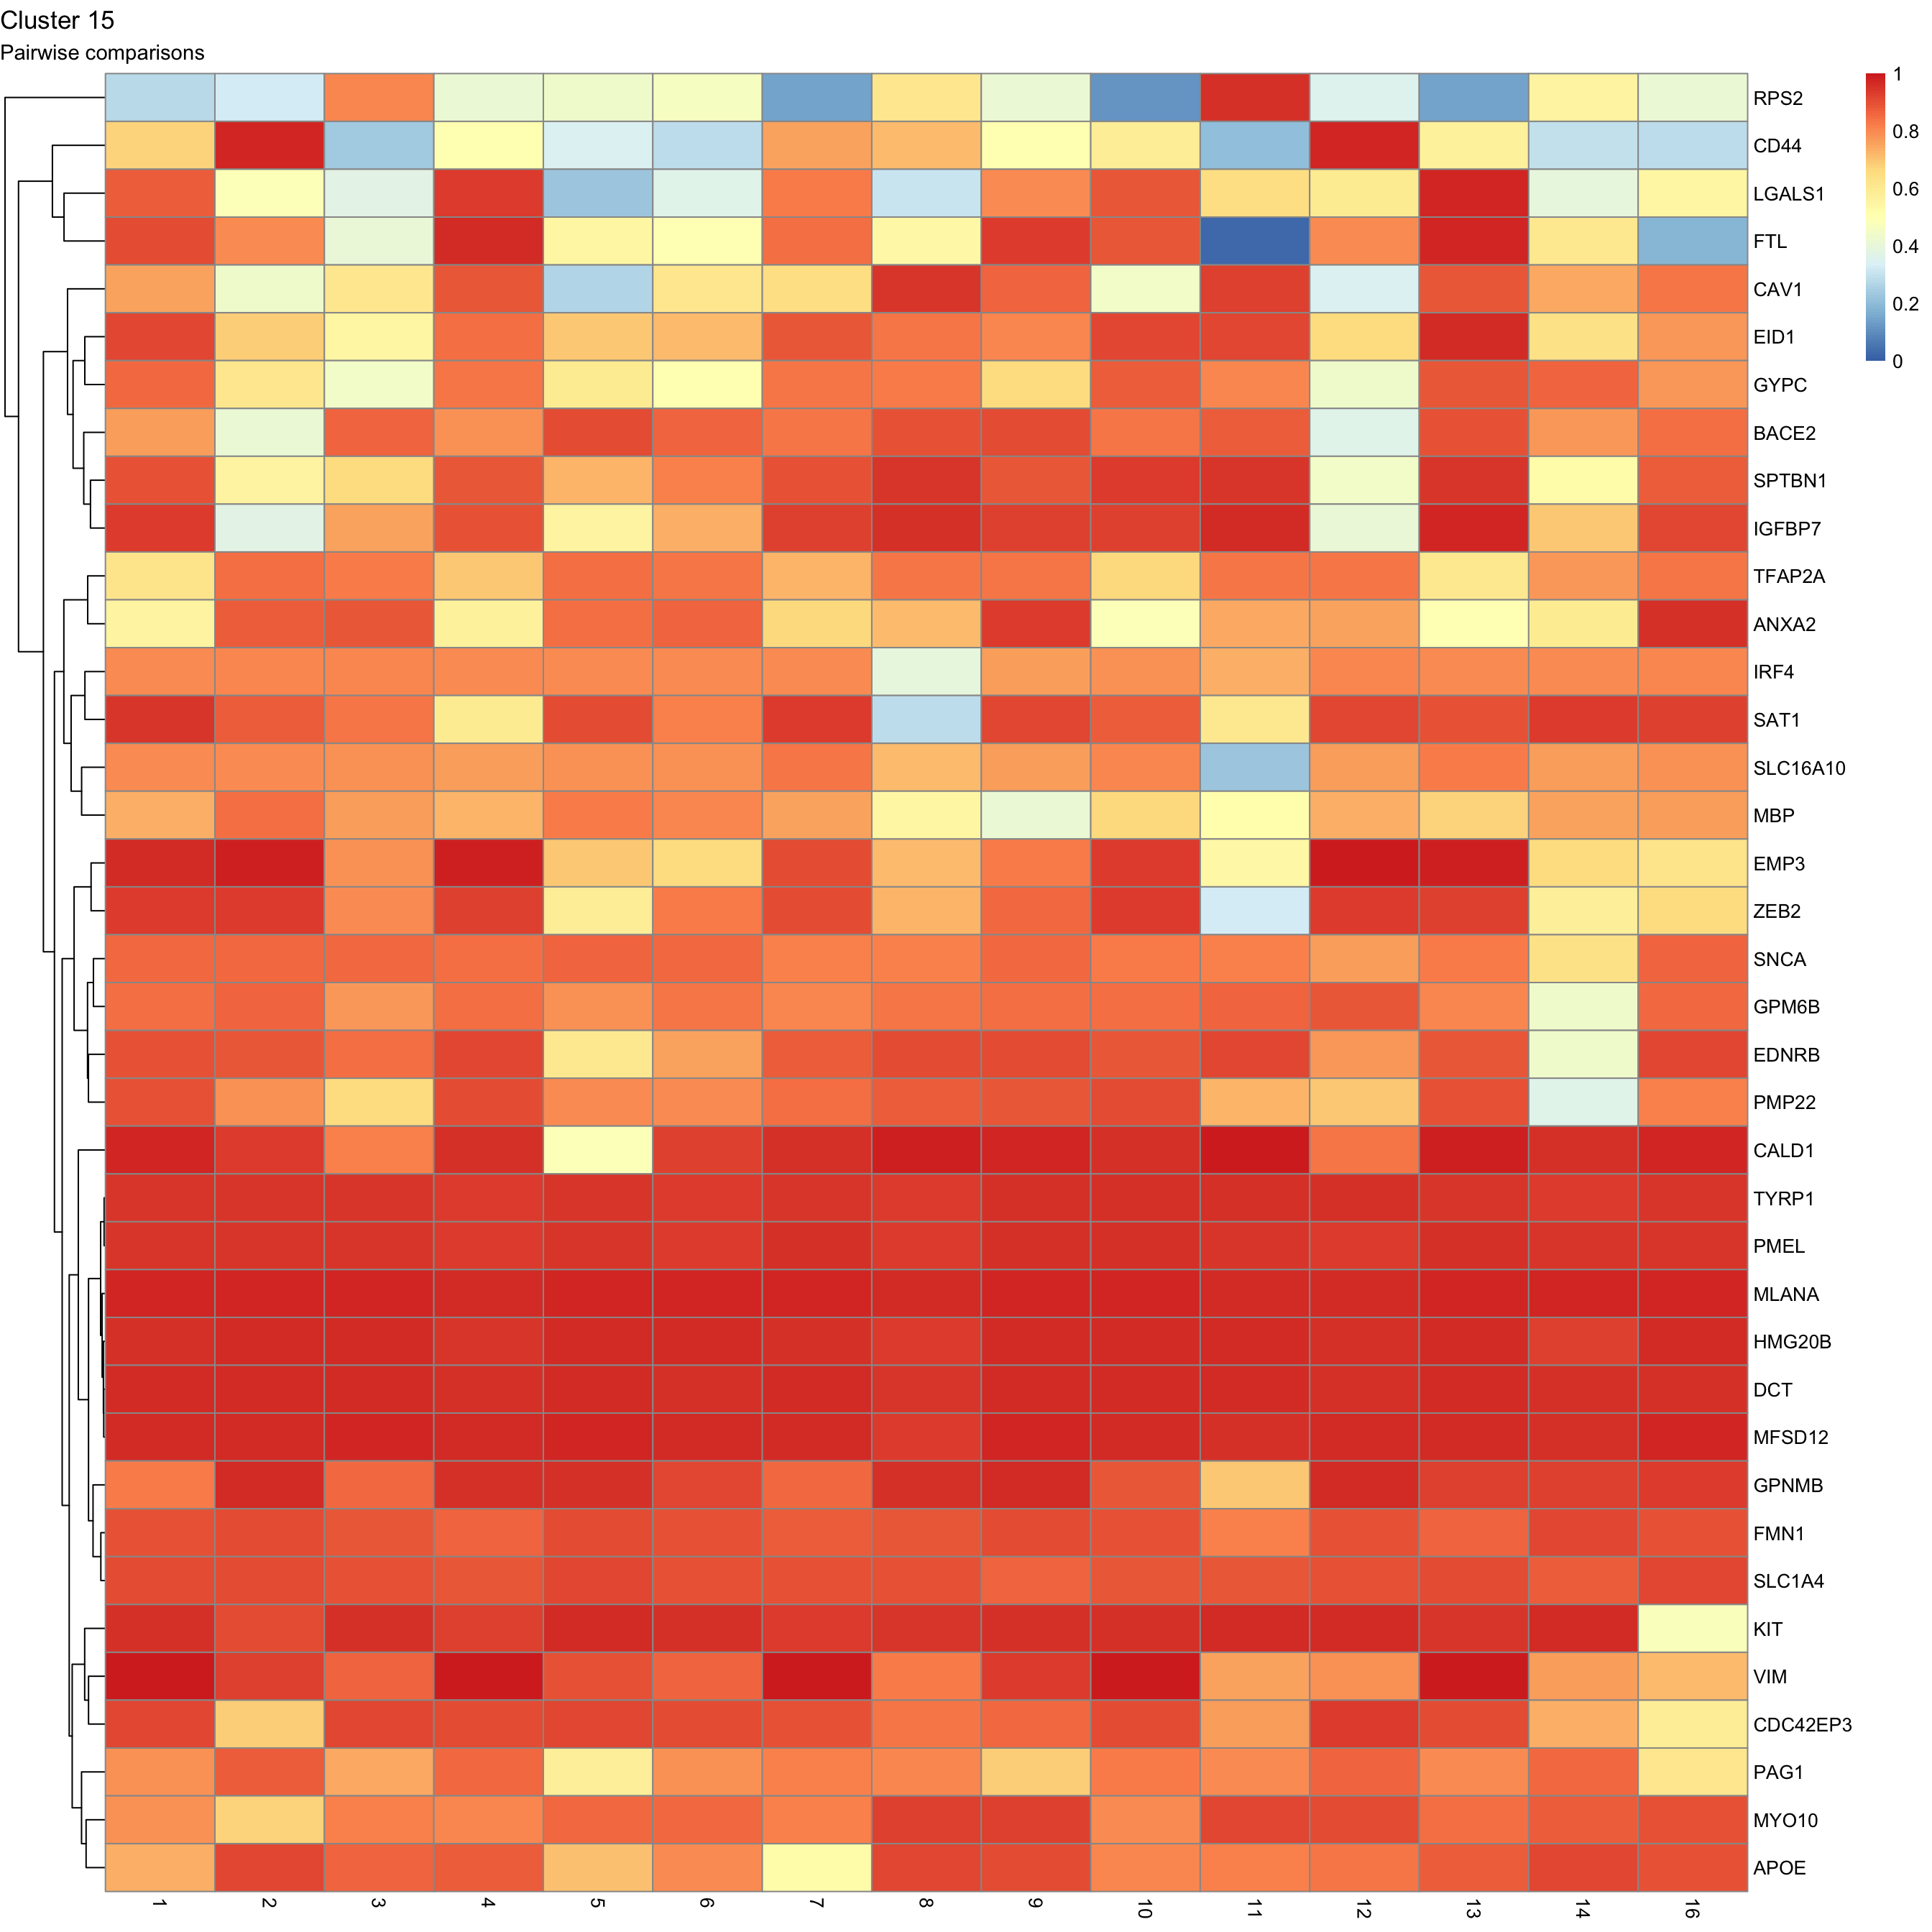 Cluster 15
Pairwise comparisons
1
0.8
0.6
0.4
0.2
0
RPS2
CD44
LGALS1
FTL
CAV1
EID1
GYPC
BACE2
SPTBN1
IGFBP7
TFAP2A
ANXA2
IRF4
SAT1
SLC16A10
MBP
EMP3
ZEB2
SNCA
GPM6B
EDNRB
PMP22
CALD1
TYRP1
PMEL
MLANA
HMG20B
DCT
MFSD12
GPNMB
FMN1
SLC1A4
KIT
VIM
CDC42EP3
PAG1
MYO10
APOE
1 2 3 4 5 6 7 8 9 10 11 12 13 14 16